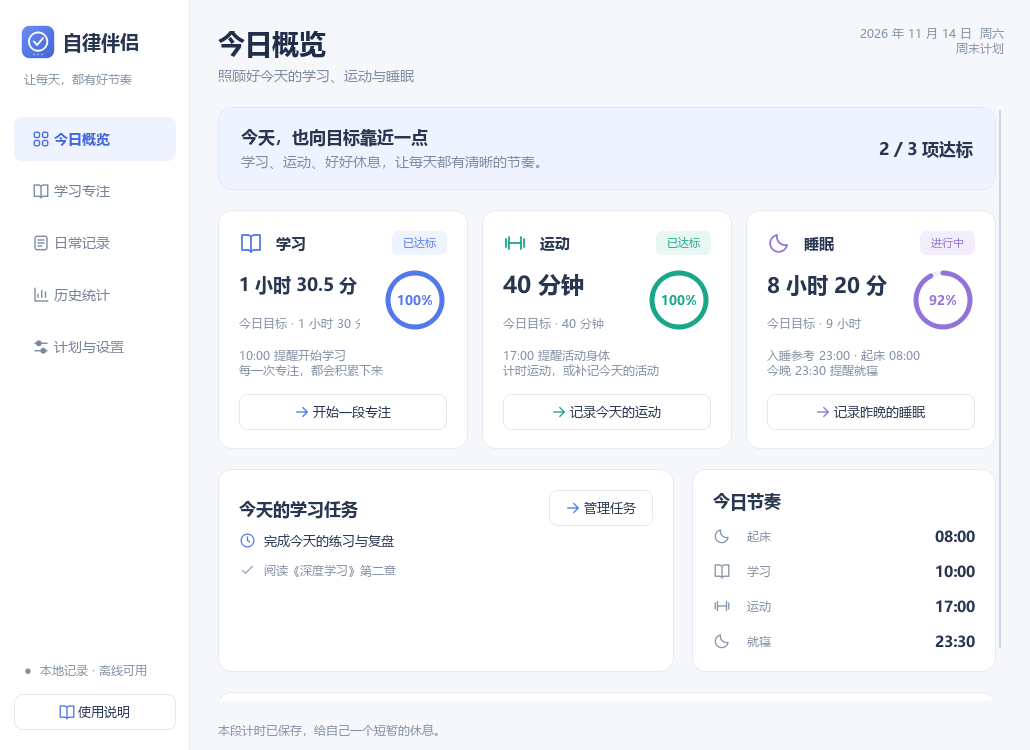 自律伴侣
让每天，都有好节奏
今日概览
学习专注
日常记录
历史统计
计划与设置
本地记录 · 离线可用
使用说明
今日概览
照顾好今天的学习、运动与睡眠
2026 年 11 月 14 日 周六
周末计划
今天，也向目标靠近一点
学习、运动、好好休息，让每天都有清晰的节奏。
2 / 3 项达标
学习
已达标
1 小时 30.5 分
100%
今日目标 · 1 小时 30
10:00 提醒开始学习
每一次专注，都会积累下来
开始一段专注
运动
已达标
40 分钟
100%
今日目标 · 40 分钟
17:00 提醒活动身体
计时运动，或补记今天的活动
记录今天的运动
睡眠
进行中
8 小时 20 分
92%
今日目标 · 9 小时
入睡参考 23:00 · 起床 08:00
今晚 23:30 提醒就寝
记录昨晚的睡眠
今天的学习任务
管理任务
完成今天的练习与复盘
阅读《深度学习》第二章
今日节奏
起床 08:00
学习 10:00
运动 17:00
就寝 23:30
本段计时已保存，给自己一个短暂的休息。